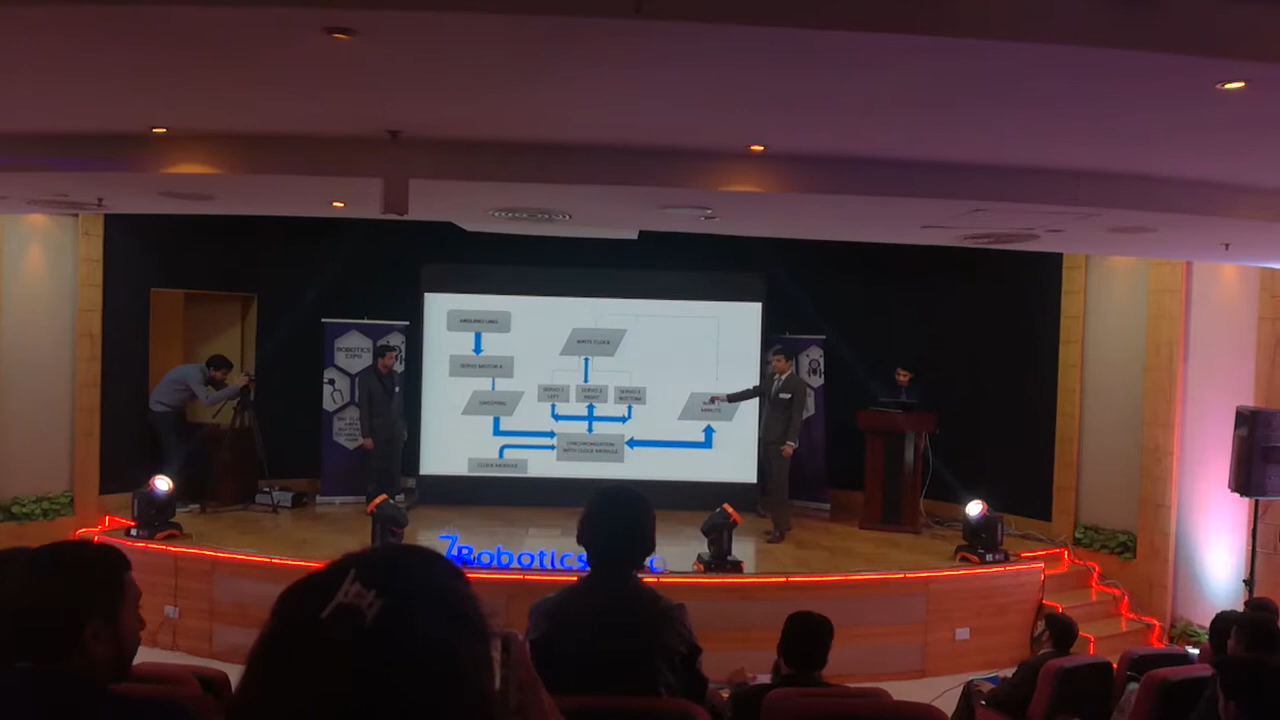 ROBOTICS
EXPO
ARDUINO UNO
SERVO MOTOR 4
SWEEPING
CLOCK MODULE
WRITE CLOCK
SERVO 1
LEFT
SERVO 2
RIGHT
SERVO 3
BOTTOM
SYNCHRONIZATION
WITH CLOCK MODULE
MINUTE
Robotics